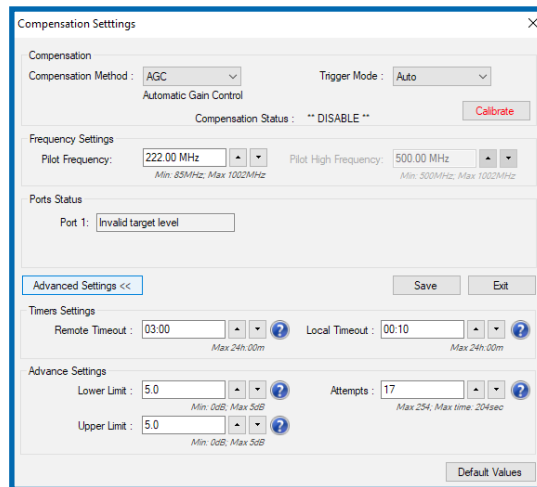 Compensation Setttings
Compensation
Compensation Method : AGC Trigger Mode : Auto
Automatic Gain Control
Compensation Status : ** DISABLE ** Calibrate
Frequency Settings
Pilot Frequency: 222.00 MHz Pilot High Frequency: 500.00 MHz
Min: 85MHz; Max 1002MHz Min: 500MHz; Max 1002MHz
Ports Status
Port 1: Invalid target level
Advanced Settings << Save Exit
Timers Settings
Remote Timeout : 03:00 Local Timeout : 00:10
Max 24h:00m Max 24h:00m
Advance Settings
Lower Limit : 5.0 Attempts : 17
Min: 0dB; Max 5dB Max 254; Max time: 204sec
Upper Limit : 5.0
Min: 0dB; Max 5dB
Default Values